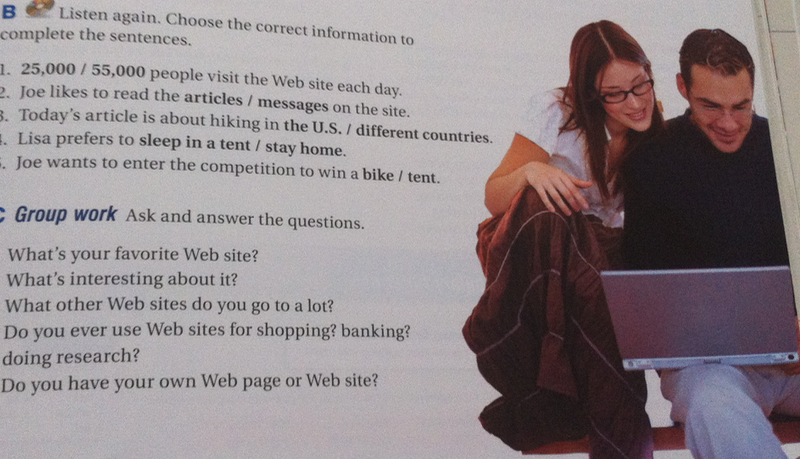 B Listen again. Choose the correct information to
complete the sentences.
1. 25,000 / 55,000 people visit the Web site each day.
2. Joe likes to read the articles / messages on the site.
3. Today's article is about hiking in the U.S. / different countries.
4. Lisa prefers to sleep in a tent / stay home.
. Joe wants to enter the competition to win a bike / tent.
C Group work Ask and answer the questions.
What's your favorite Web site?
What's interesting about it?
What other Web sites do you go to a lot?
Do you ever use Web sites for shopping? banking?
doing research?
Do you have your own Web page or Web site?